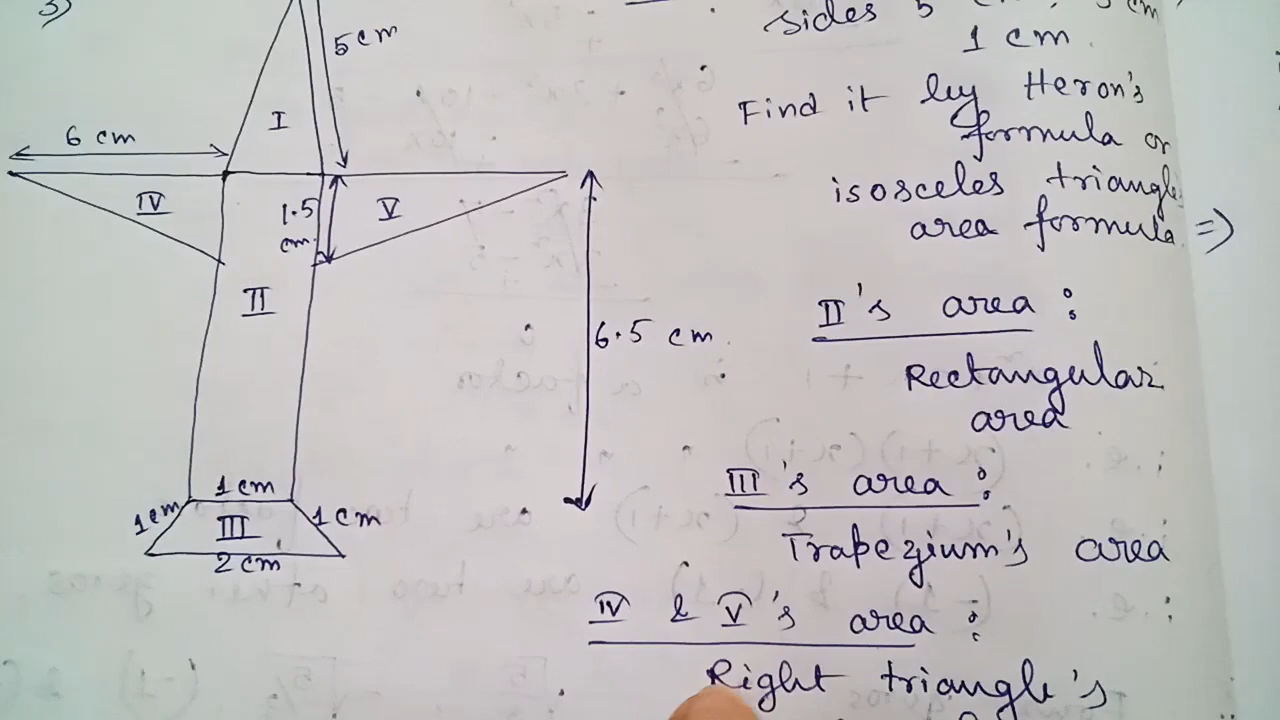 3)
5 cm
I
6 cm
IV
1.5
cm
V
II
6.5 cm
1 cm
1 cm
III
1 cm
2 cm
sides 5 cm
1 cm.
Find it by Heron's
formula or
isosceles triangle
area formula =>
II's area :
Rectangular
area
III's area :
Trapezium's area
IV & V's area :
Right triangle's